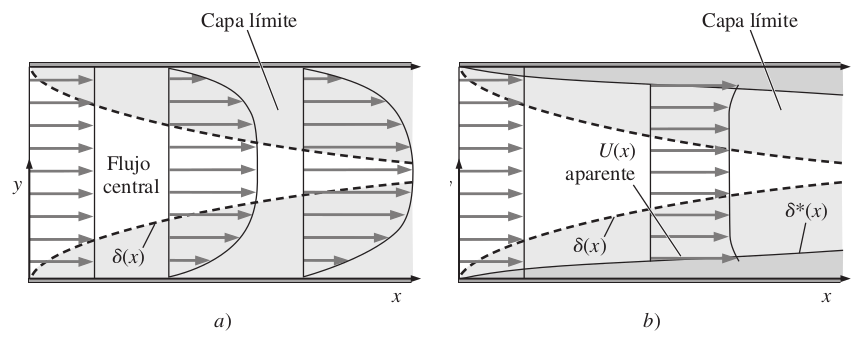 Capa límite
y
Flujo
central
δ(x)
x
a)
Capa límite
U(x)
aparente
δ(x)
δ*(x)
x
b)